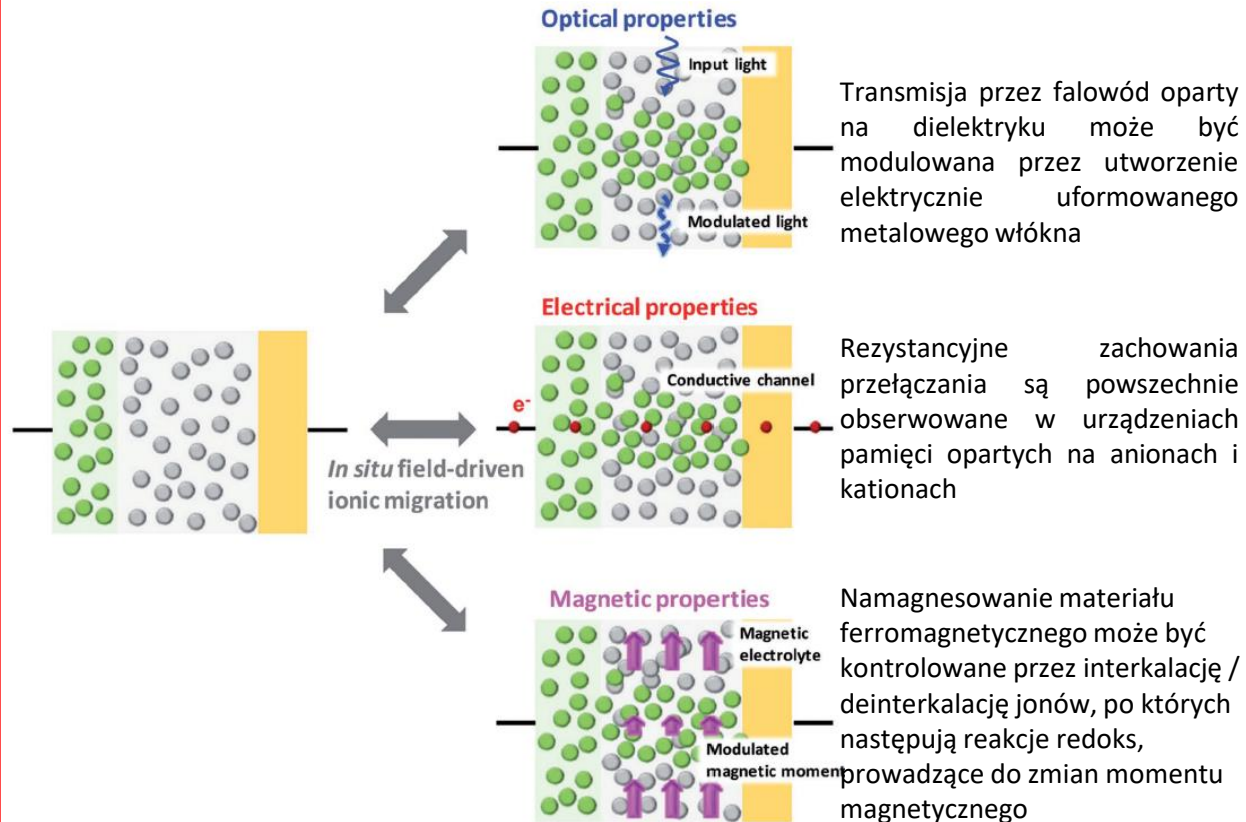 Optical properties
Input light
Modulated light
Transmisja przez falowód oparty
na dielektryku może być
modulowana przez utworzenie
elektrycznie uformowanego
metalowego włókna
Electrical properties
Conductive channel
e-
In situ field-driven
ionic migration
Rezystancyjne zachowania
przełączania są powszechnie
obserwowane w urządzeniach
pamięci opartych na anionach i
kationach
Magnetic properties
Magnetic
electrolyte
Modulated
magnetic moment
Namagnesowanie materiału
ferromagnetycznego może być
kontrolowane przez interkalację /
deinterkalację jonów, po których
następują reakcje redoks,
prowadzące do zmian momentu
magnetycznego